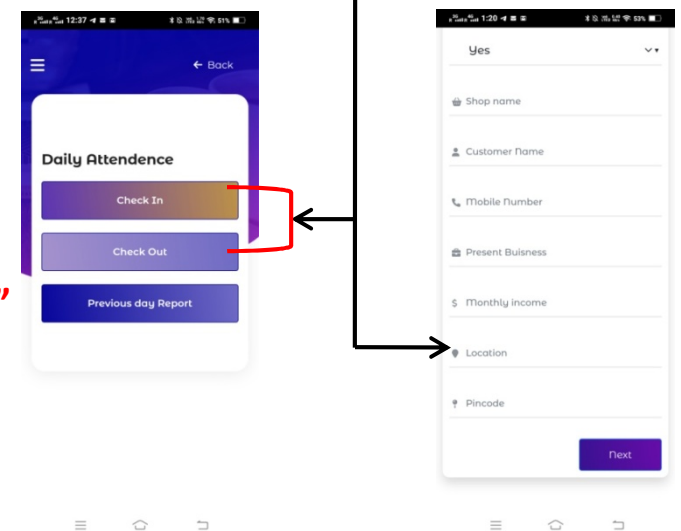 12:37
51%
← Back
Daily Attendence
Check In
Check Out
Previous day Report
”
1:20
53%
Yes
Shop name
Customer Name
Mobile Number
Present Buisness
$ Monthly income
Location
Pincode
Next